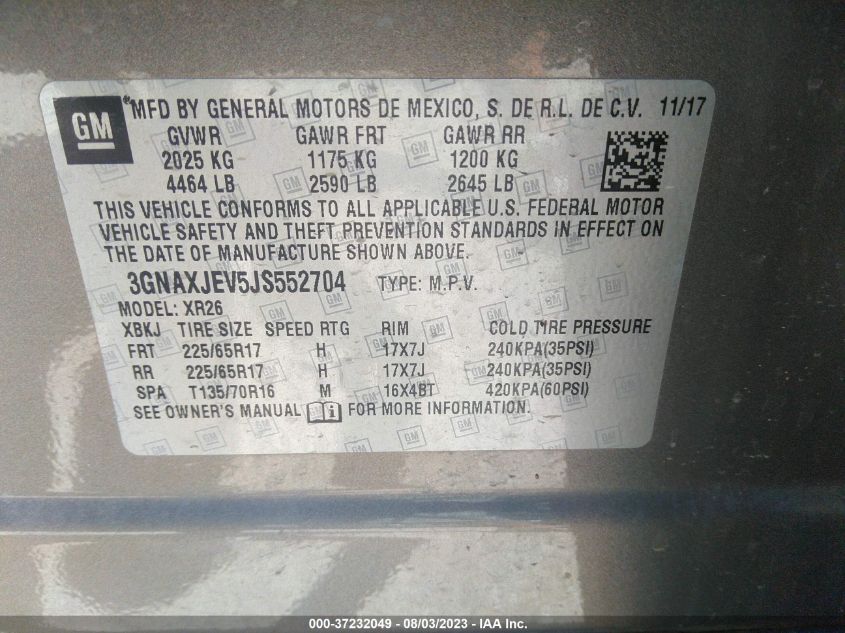 GM
MFD BY GENERAL MOTORS DE MEXICO, S. DE R.L. DE C.V. 11/17
GVWR GAWR FRT GAWR RR
2025 KG 1175 KG 1200 KG
4464 LB 2590 LB 2645 LB
THIS VEHICLE CONFORMS TO ALL APPLICABLE U.S. FEDERAL MOTOR
VEHICLE SAFETY AND THEFT PREVENTION STANDARDS IN EFFECT ON
THE DATE OF MANUFACTURE SHOWN ABOVE.
3GNAXJEV5JS552704 TYPE: M.P.V.
MODEL: XR26
XBKJ TIRE SIZE SPEED RTG RIM COLD TIRE PRESSURE
FRT 225/65R17 H 17X7J 240KPA(35PSI)
RR 225/65R17 H 17X7J 240KPA(35PSI)
SPA T135/70R16 M 16X4BT 420KPA(60PSI)
SEE OWNER'S MANUAL FOR MORE INFORMATION.
000-37232049 - 08/03/2023 - IAA Inc.